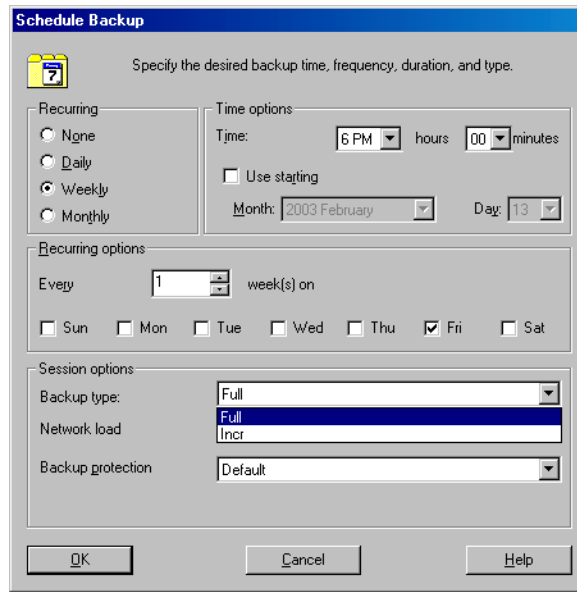 Schedule Backup
7
Specify the desired backup time, frequency, duration, and type.
Recurring
None
Daily
Weekly
Monthly
Time options
Time: 6 PM hours 00 minutes
Use starting
Month: 2003 February Day: 13
Recurring options
Every 1 week(s) on
Sun Mon Tue Wed Thu Fri Sat
Session options
Backup type: Full
Full
Incr
Network load
Backup protection Default
OK Cancel Help